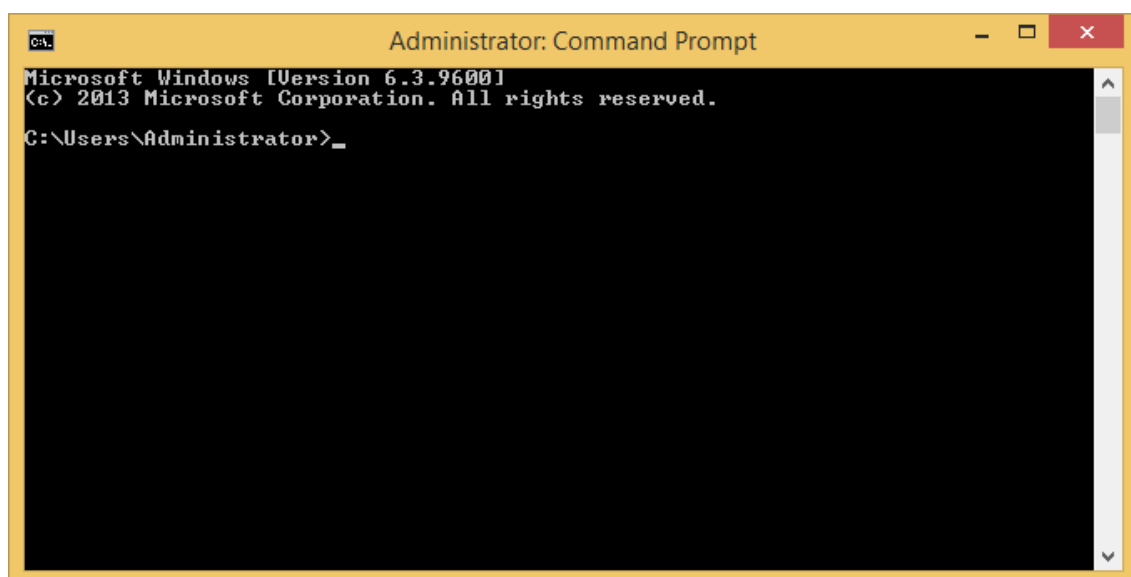 C:\.
Administrator: Command Prompt
Microsoft Windows [Version 6.3.9600]
(c) 2013 Microsoft Corporation. All rights reserved.
C:\Users\Administrator>_